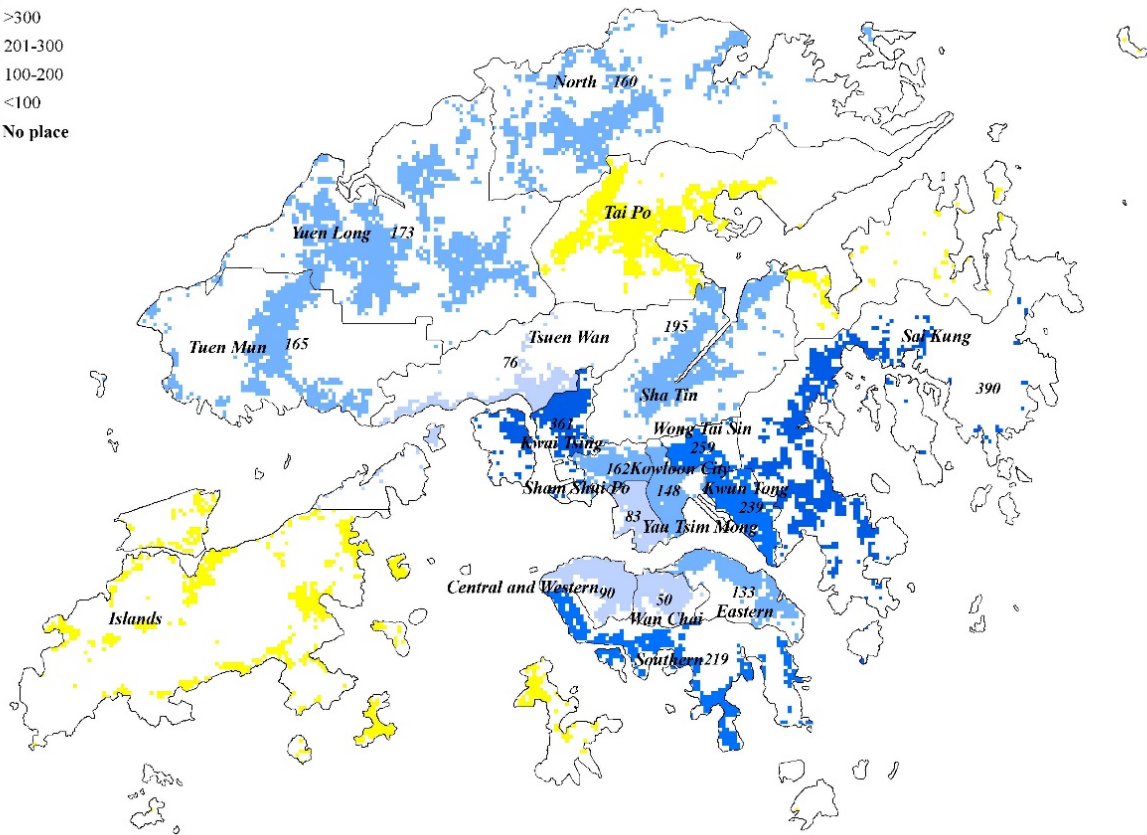 >300
201-300
100-200
<100
No place
North 160
Tai Po
Yuen Long 173
Tuen Mun 165
Tsuen Wan
76
195
Sha Tin
Sai Kung
390
361
Kwai Tsing
Wong Tai Sin
259
162 Kowloon City
Sham Shui Po
148
Kwun Tong
239
83
Yau Tsim Mong
Central and Western 90
50
Wan Chai
133
Eastern
Islands
Southern 219